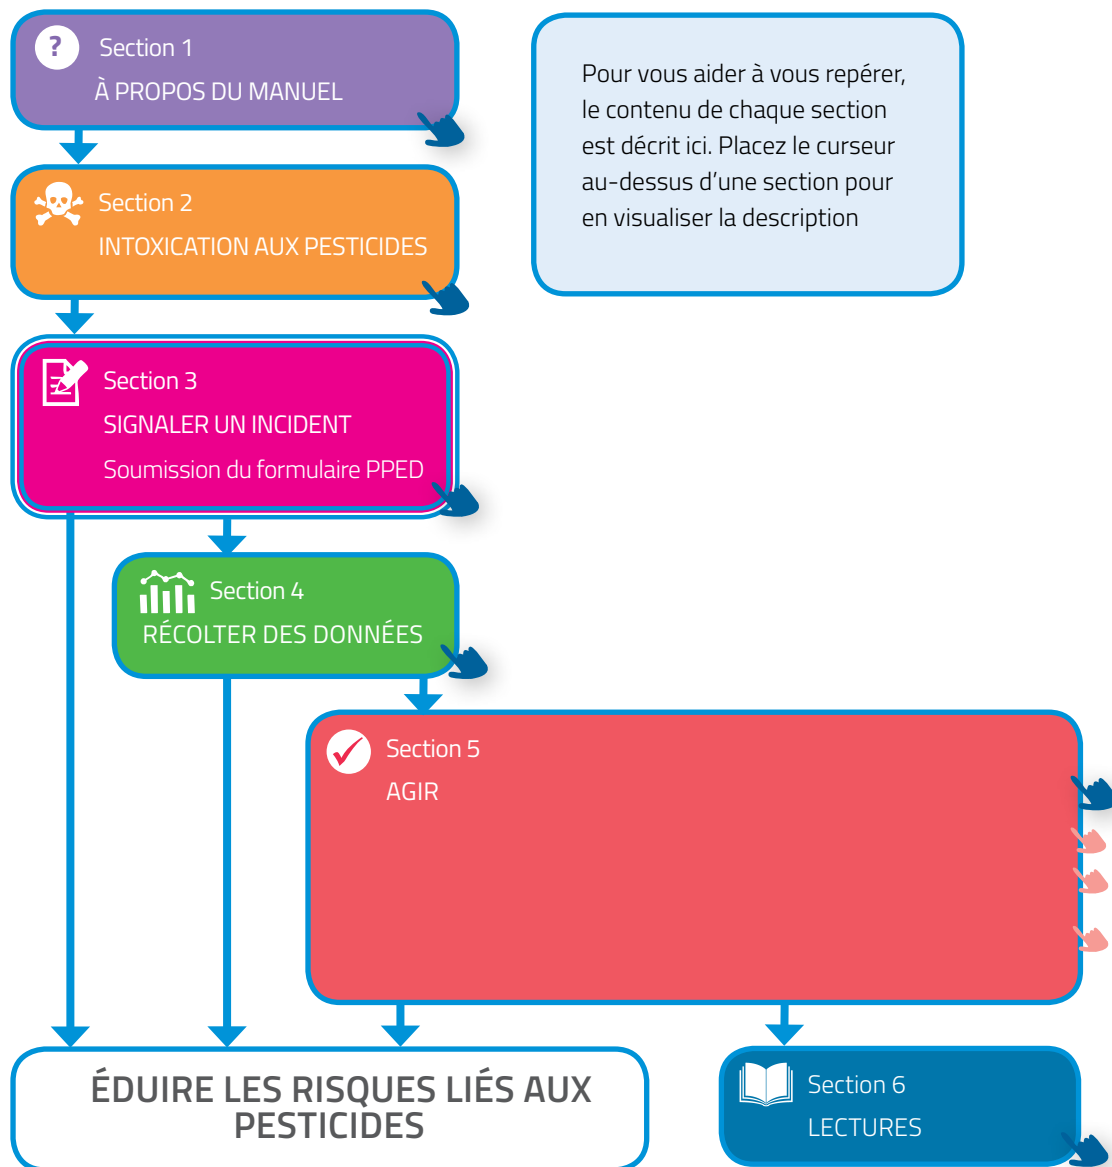 ?
Section 1
À PROPOS DU MANUEL
Pour vous aider à vous repérer,
le contenu de chaque section
est décrit ici. Placez le curseur
au-dessus d’une section pour
en visualiser la description
Section 2
INTOXICATION AUX PESTICIDES
Section 3
SIGNALER UN INCIDENT
Soumission du formulaire PPED
Section 4
RÉCOLTER DES DONNÉES
Section 5
AGIR
ÉDUIRE LES RISQUES LIÉS AUX
PESTICIDES
Section 6
LECTURES